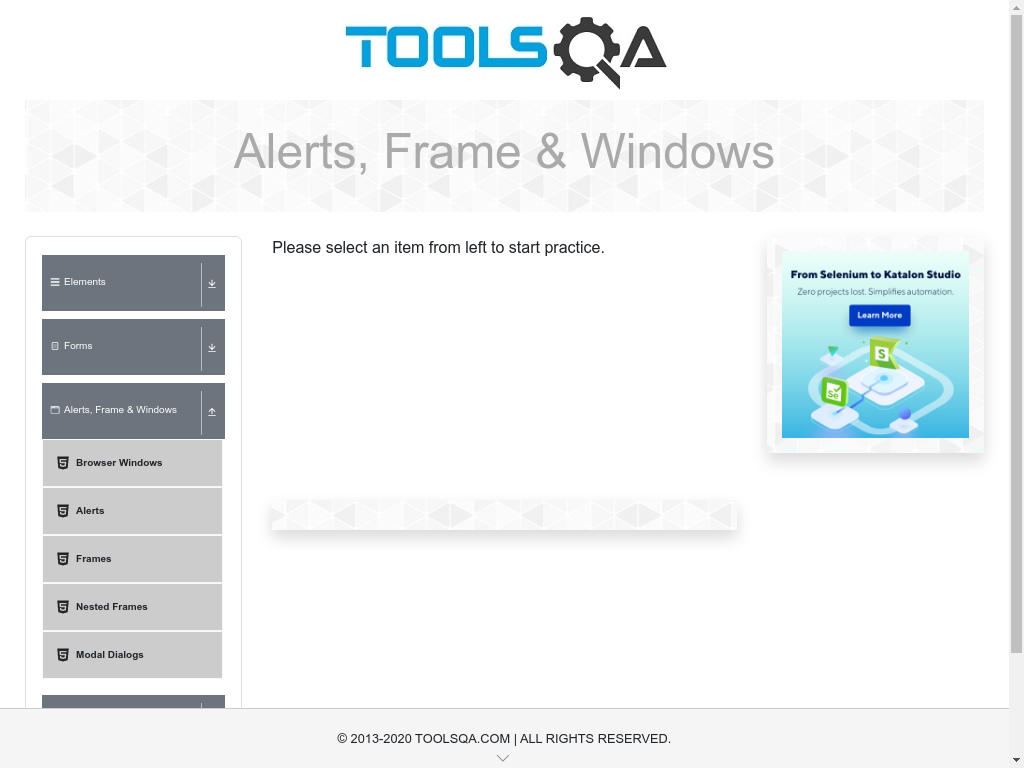 TOOLSQA
Alerts, Frame & Windows
Elements
Forms
Alerts, Frame & Windows
Browser Windows
Alerts
Frames
Nested Frames
Modal Dialogs
Please select an item from left to start practice.
From Selenium to Katalon Studio
Zero projects lost. Simplifies automation.
Learn More
S
Se
© 2013-2020 TOOLSQA.COM | ALL RIGHTS RESERVED.